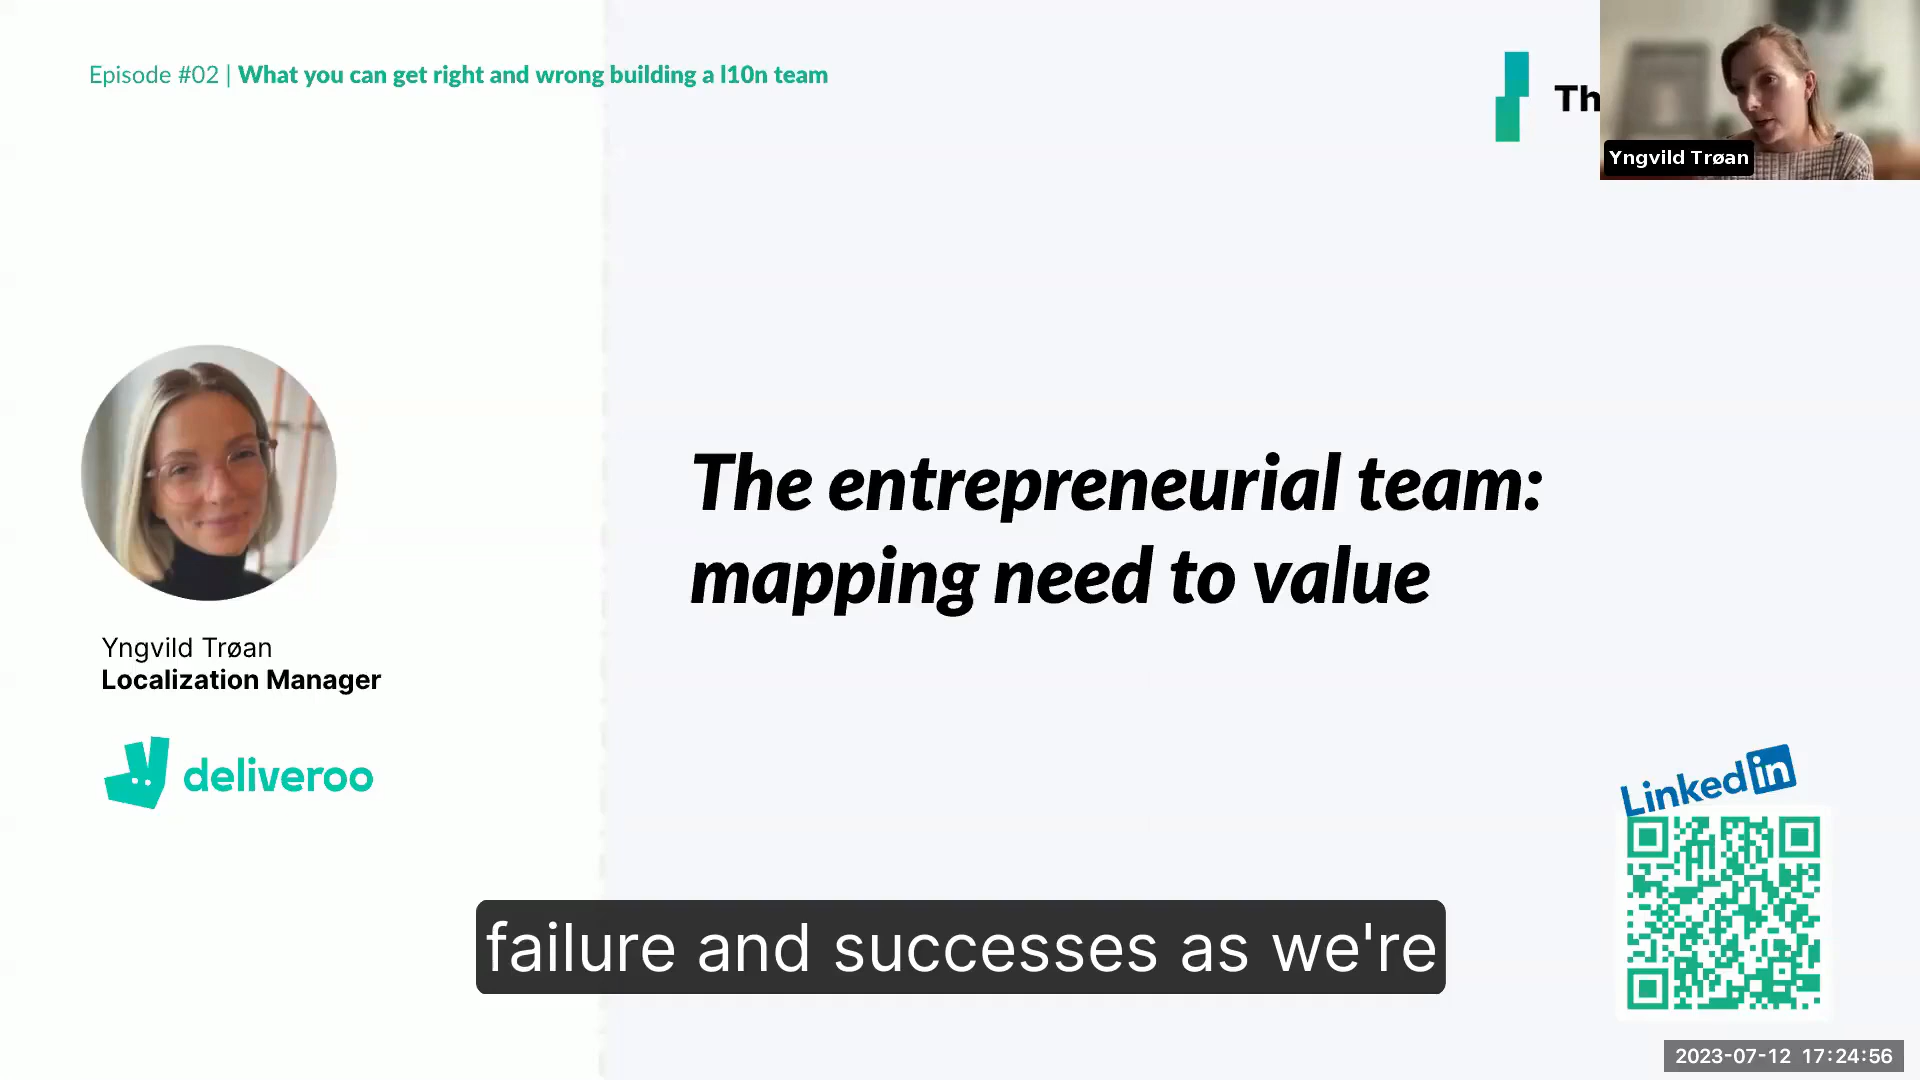 Episode #02 | What you can get right and wrong building a l10n team
Th
Yngvild Trøan
The entrepreneurial team:
mapping need to value
Yngvild Trøan
Localization Manager
deliveroo
LinkedIn
failure and successes as we're
2023-07-12 17:24:56